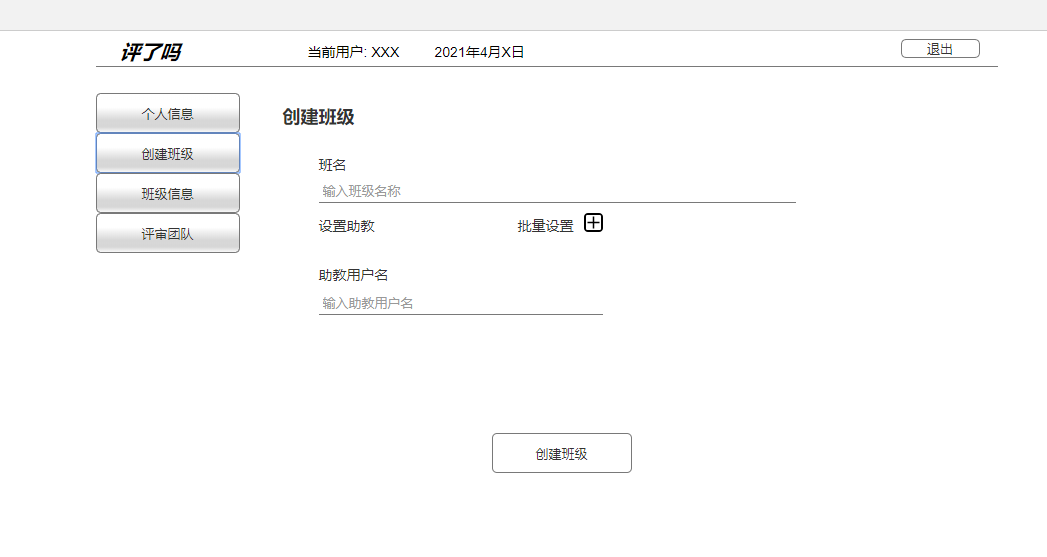 评了吗 当前用户: XXX 2021年4月X日 退出
个人信息
创建班级
班级信息
评审团队
创建班级
班名
输入班级名称
设置助教 批量设置
助教用户名
输入助教用户名
创建班级